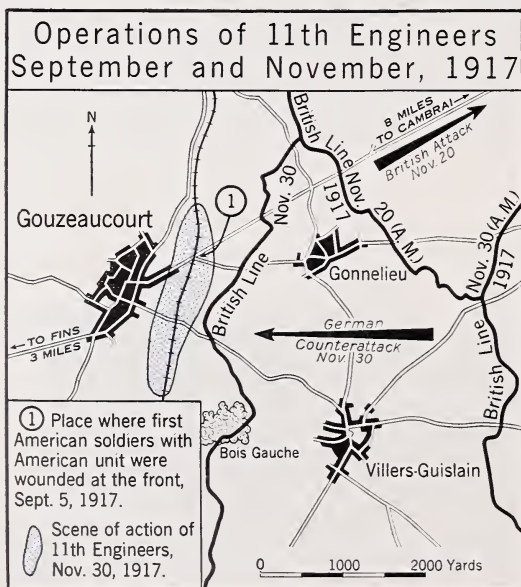 Operations of 11th Engineers
September and November, 1917
N
8 MILES
TO CAMBRAI→
British Attack
Nov. 20
British Line Nov. 20 (A.M.)
1917
Nov. 30
British Line
①
Gouzeaucourt
Gonnelieu
Nov. 30 (A.M.)
1917
British Line
German
Counterattack
Nov. 30
←TO FINS
3 MILES
Bois Gauche
Villers-Guislain
① Place where first
American soldiers with
American unit were
wounded at the front,
Sept. 5, 1917.
Scene of action of
11th Engineers,
Nov. 30, 1917.
0 1000 2000 Yards